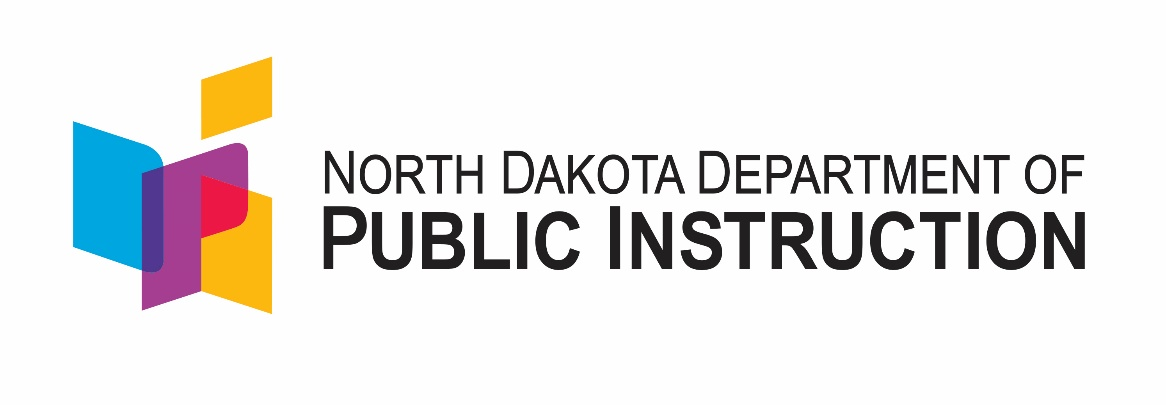 NORTH DAKOTA DEPARTMENT OF
PUBLIC INSTRUCTION